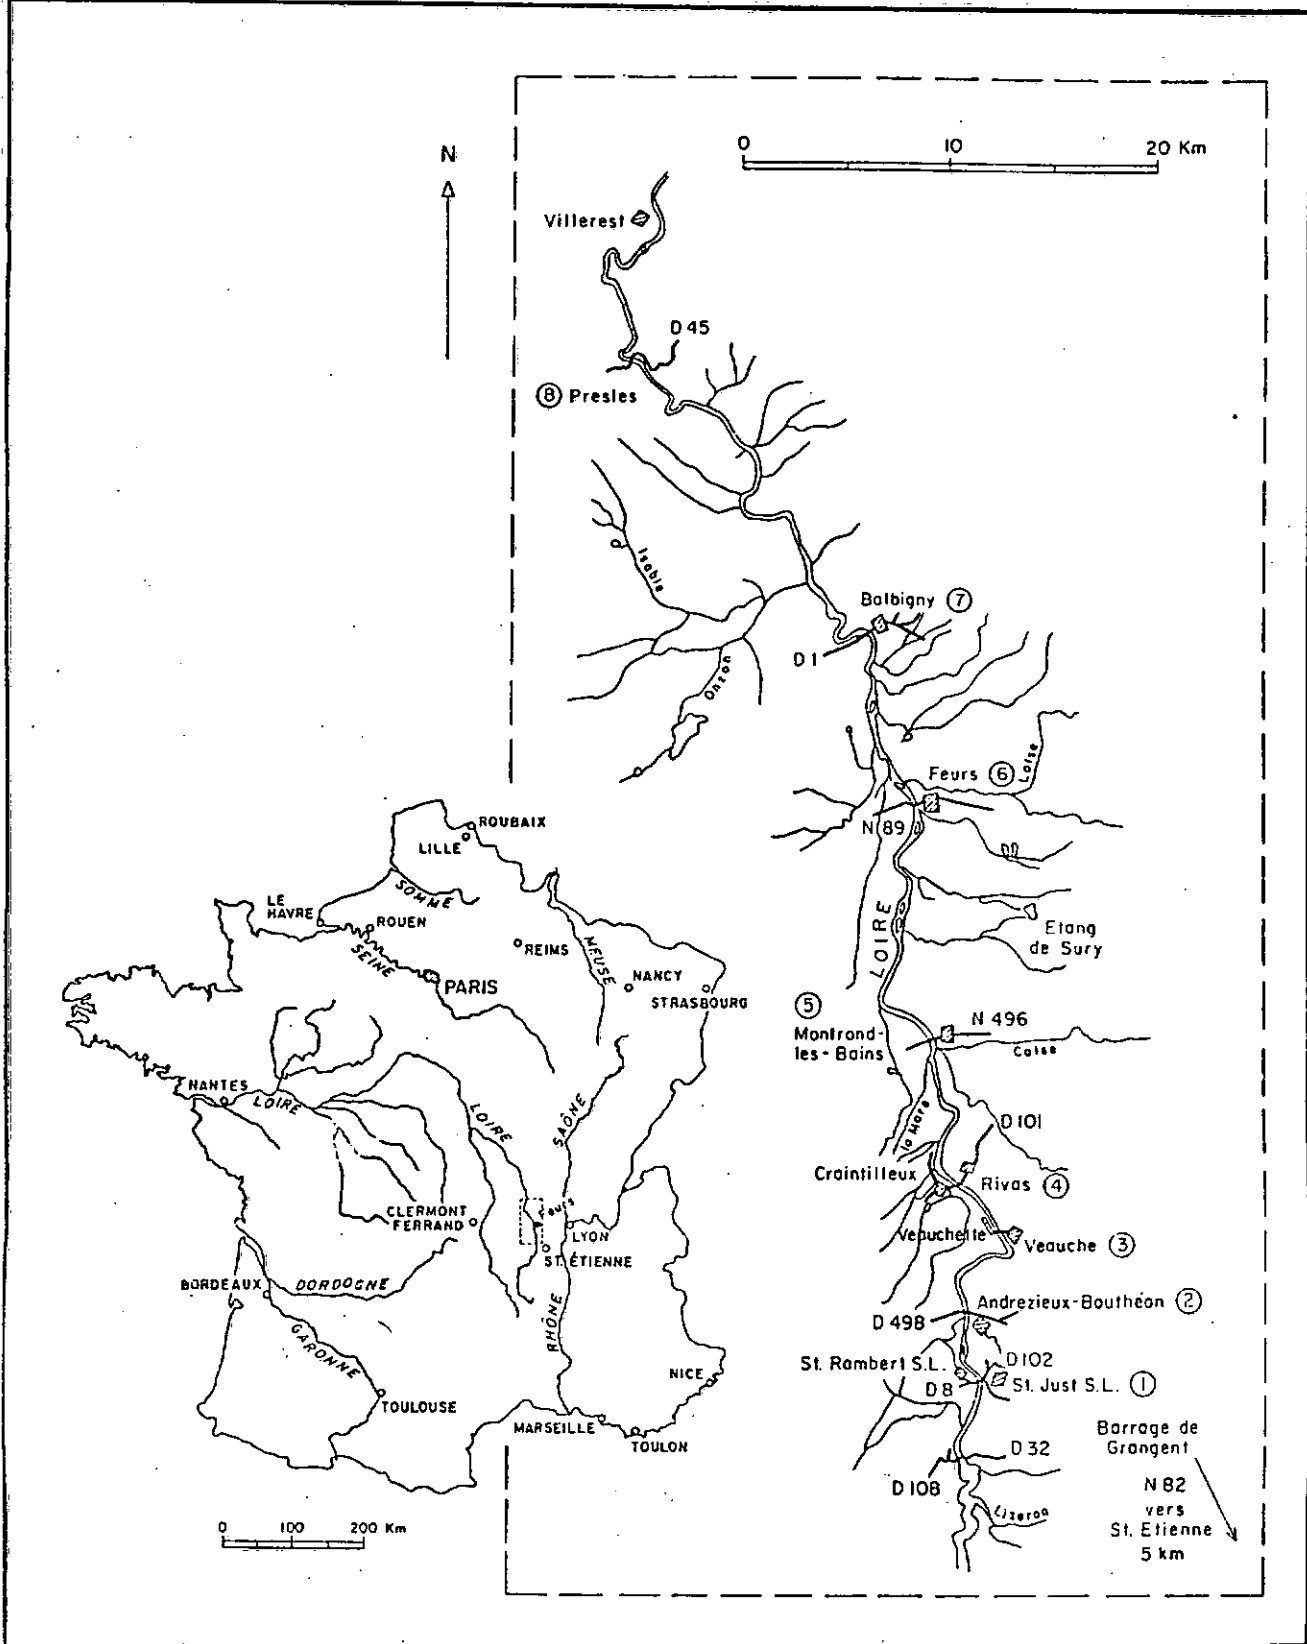 N
0 10 20 Km
Villerest
D 45
⑧ Presles
Isable
Balbigny ⑦
D 1
Onzon
Loise
Feurs ⑥
N 89
LOIRE
Etang
de Sury
⑤
Montrond-
les-Bains
N 496
Coise
la Mare
D 101
Craintilleux
Rivas ④
Veauchette
Veauche ③
Andrezieux-Bouthéon ②
D 498
St. Rambert S.L.
D 102
D 8
St. Just S.L. ①
Barrage de
Grangent
D 32
D 108
N 82
vers
St. Etienne
5 km
Lizeron
ROUBAIX
LILLE
SOMME
LE
HAVRE
ROUEN
SEINE
REIMS
MEUSE
NANCY
PARIS
STRASBOURG
NANTES
LOIRE
LOIRE
SAÔNE
CLERMONT
FERRAND
Feurs
LYON
ST. ÉTIENNE
BORDEAUX
DORDOGNE
GARONNE
RHÔNE
NICE
TOULOUSE
MARSEILLE
TOULON
0 100 200 Km